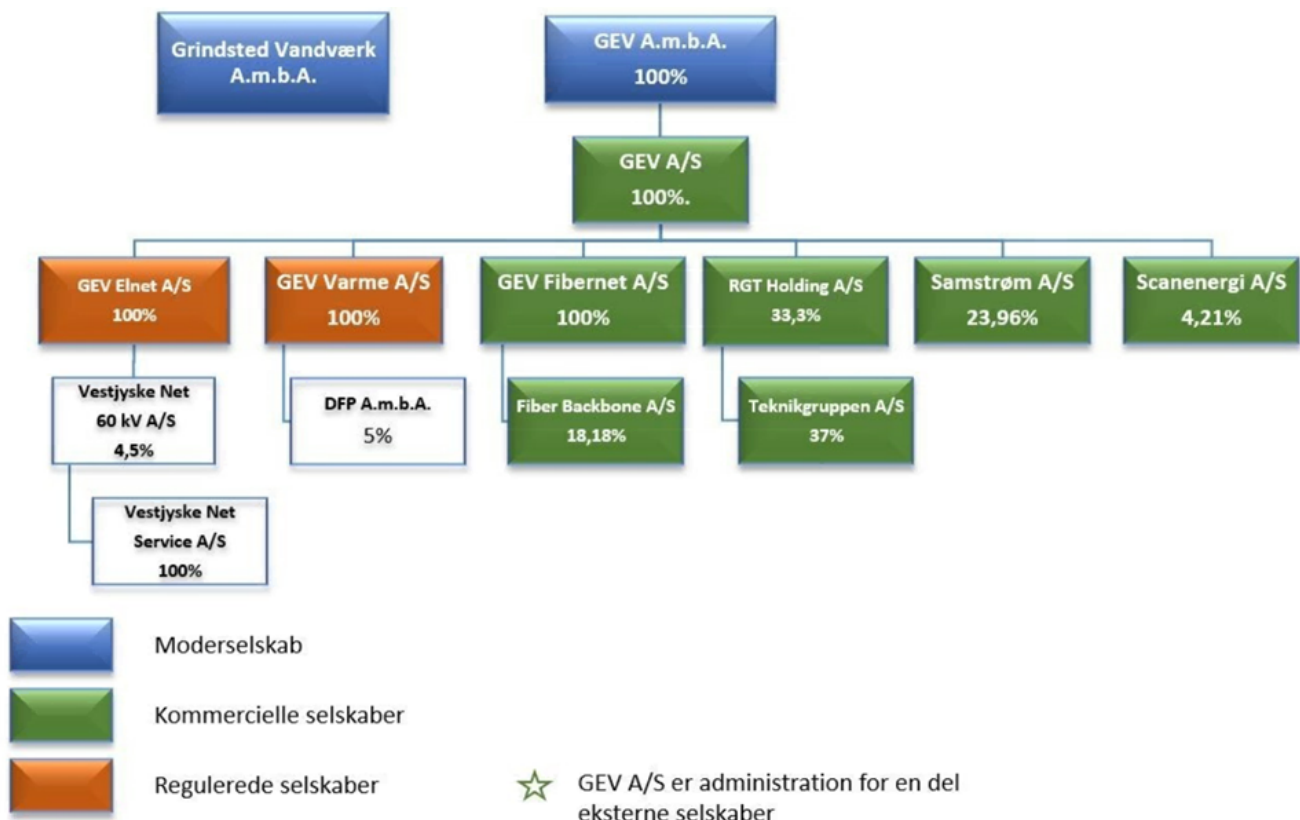 Grindsted Vandværk
A.m.b.A.
GEV A.m.b.A.
100%
GEV A/S
100%.
GEV Elnet A/S
100%
GEV Varme A/S
100%
GEV Fibernet A/S
100%
RGT Holding A/S
33,3%
Samstrøm A/S
23,96%
Scanenergi A/S
4,21%
Vestjyske Net
60 kV A/S
4,5%
DFP A.m.b.A.
5%
Fiber Backbone A/S
18,18%
Teknikgruppen A/S
37%
Vestjyske Net
Service A/S
100%
Moderselskab
Kommercielle selskaber
Regulerede selskaber
GEV A/S er administration for en del
eksterne selskaber